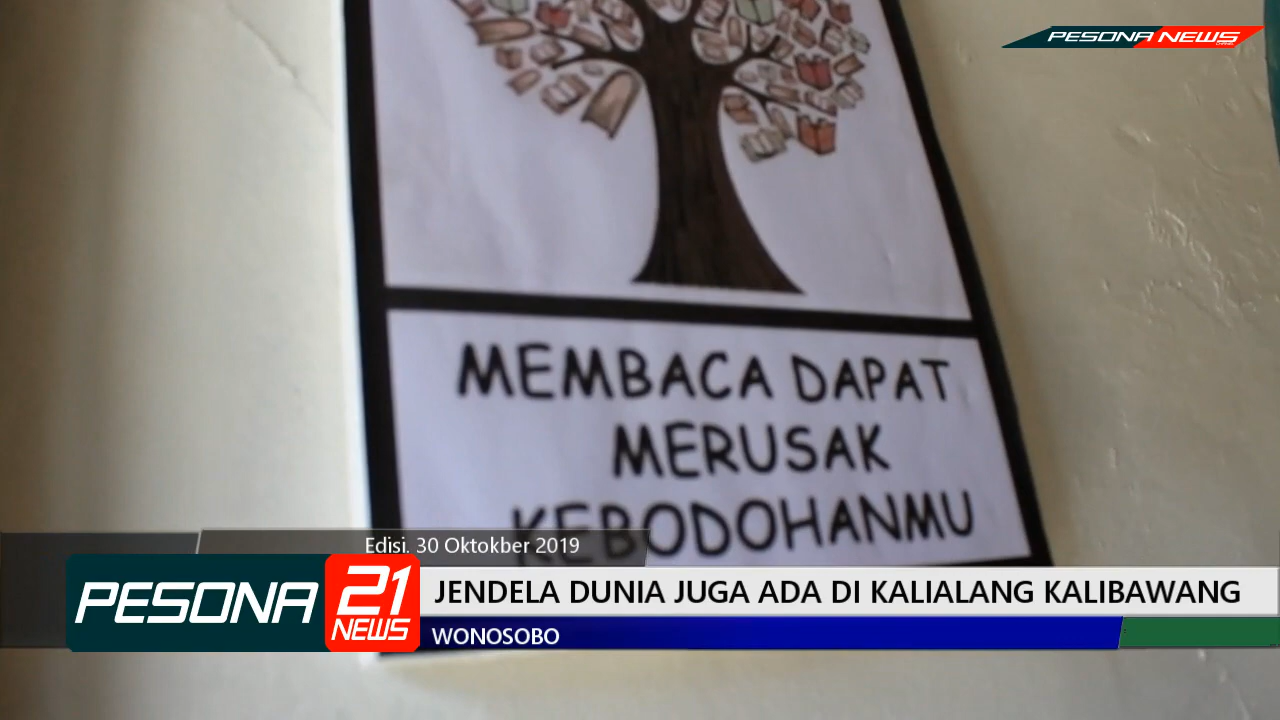 PESONA NEWS
CHANNEL
MEMBACA DAPAT
MERUSAK
KEBODOHANMU
Edisi. 30 Oktokber 2019
PESONA 21 NEWS
JENDELA DUNIA JUGA ADA DI KALIALANG KALIBAWANG
WONOSOBO